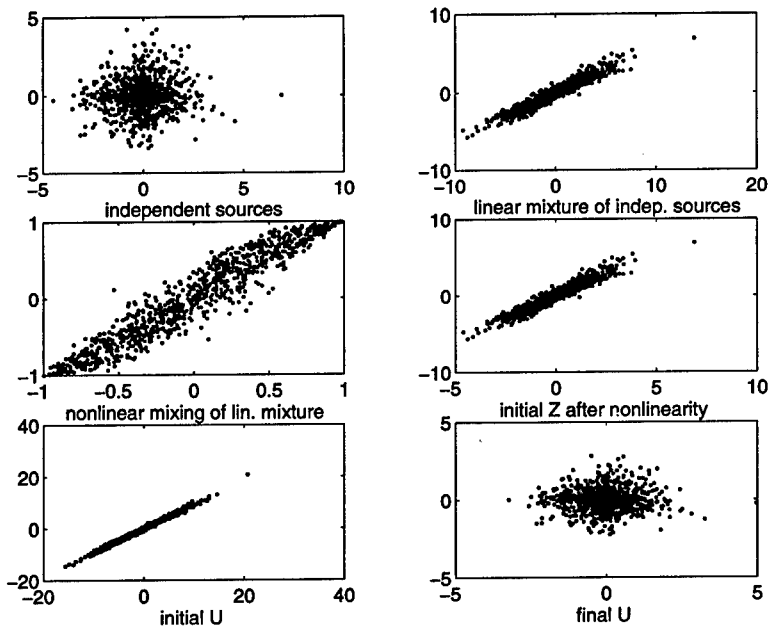 5
0
−5
−5 0 5 10
independent sources
10
0
−10
−10 0 10 20
linear mixture of indep. sources
1
0
−1
−1 −0.5 0 0.5 1
nonlinear mixing of lin. mixture
10
0
−10
−5 0 5 10
initial Z after nonlinearity
40
20
0
−20
−20 0 20 40
initial U
5
0
−5
−5 0 5
final U